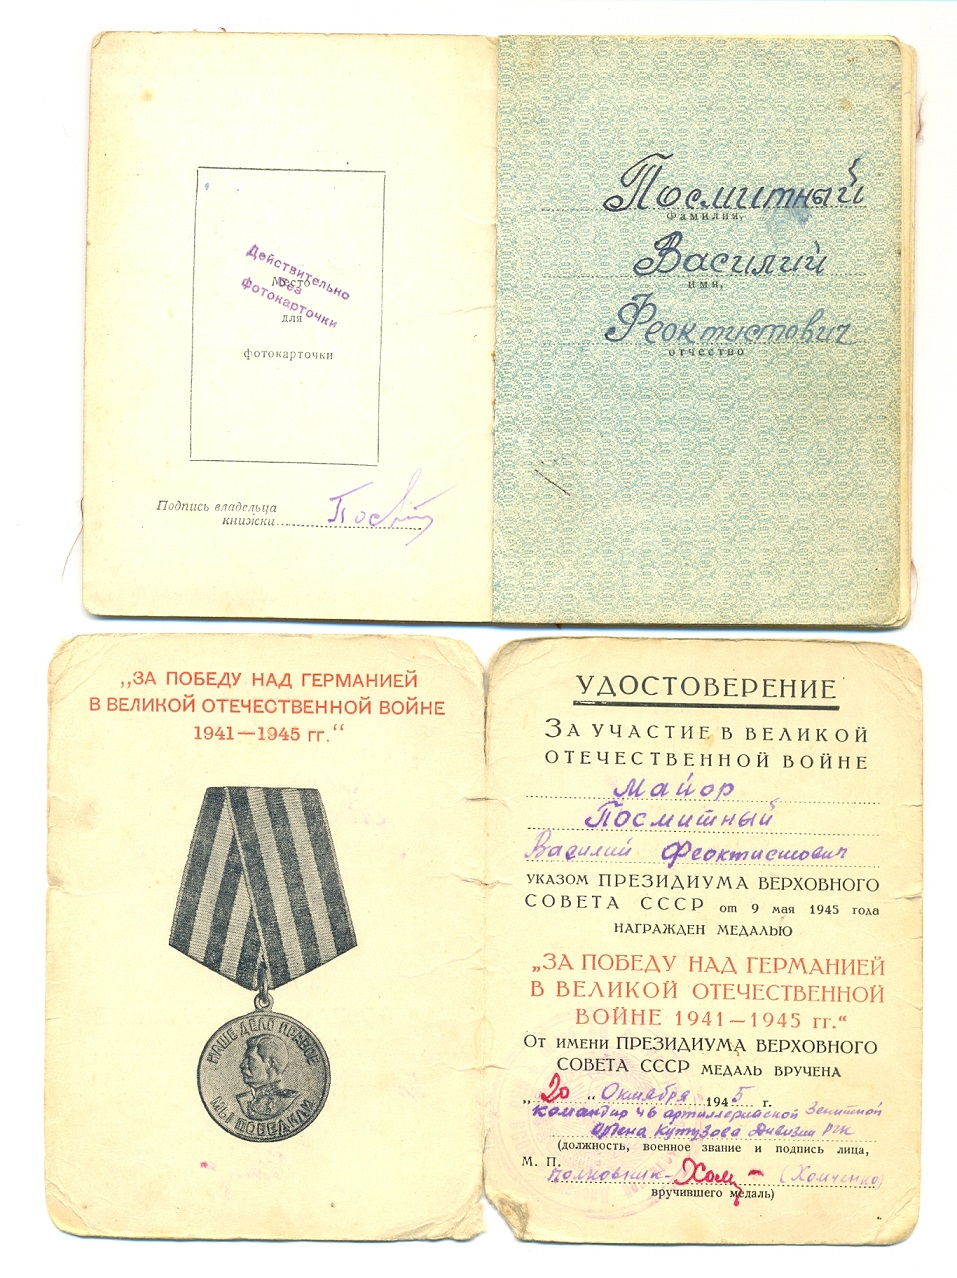 Действительно
без
фотокарточки
Место
для
фотокарточки
Подпись владельца
книжки
Посмитный
фамилия,
Василий
имя,
Феоктистович
отчество
„ЗА ПОБЕДУ НАД ГЕРМАНИЕЙ
В ВЕЛИКОЙ ОТЕЧЕСТВЕННОЙ ВОЙНЕ
1941—1945 гг.“
НАШЕ ДЕЛО ПРАВОЕ
МЫ ПОБЕДИЛИ
УДОСТОВЕРЕНИЕ
ЗА УЧАСТИЕ В ВЕЛИКОЙ
ОТЕЧЕСТВЕННОЙ ВОЙНЕ
Майор
Посмитный
Василий Феоктистович
УКАЗОМ ПРЕЗИДИУМА ВЕРХОВНОГО
СОВЕТА СССР от 9 мая 1945 года
НАГРАЖДЕН МЕДАЛЬЮ
„ЗА ПОБЕДУ НАД ГЕРМАНИЕЙ
В ВЕЛИКОЙ ОТЕЧЕСТВЕННОЙ
ВОЙНЕ 1941—1945 гг.“
От имени ПРЕЗИДИУМА ВЕРХОВНОГО
СОВЕТА СССР МЕДАЛЬ ВРУЧЕНА
„20“ Октября 1945 г.
Командир 46 артиллерийской Зенитной
ордена Кутузова Дивизии РГК
(должность, военное звание и подпись лица,
М. П.
Полковник - Хом (Хомченко)
вручившего медаль)